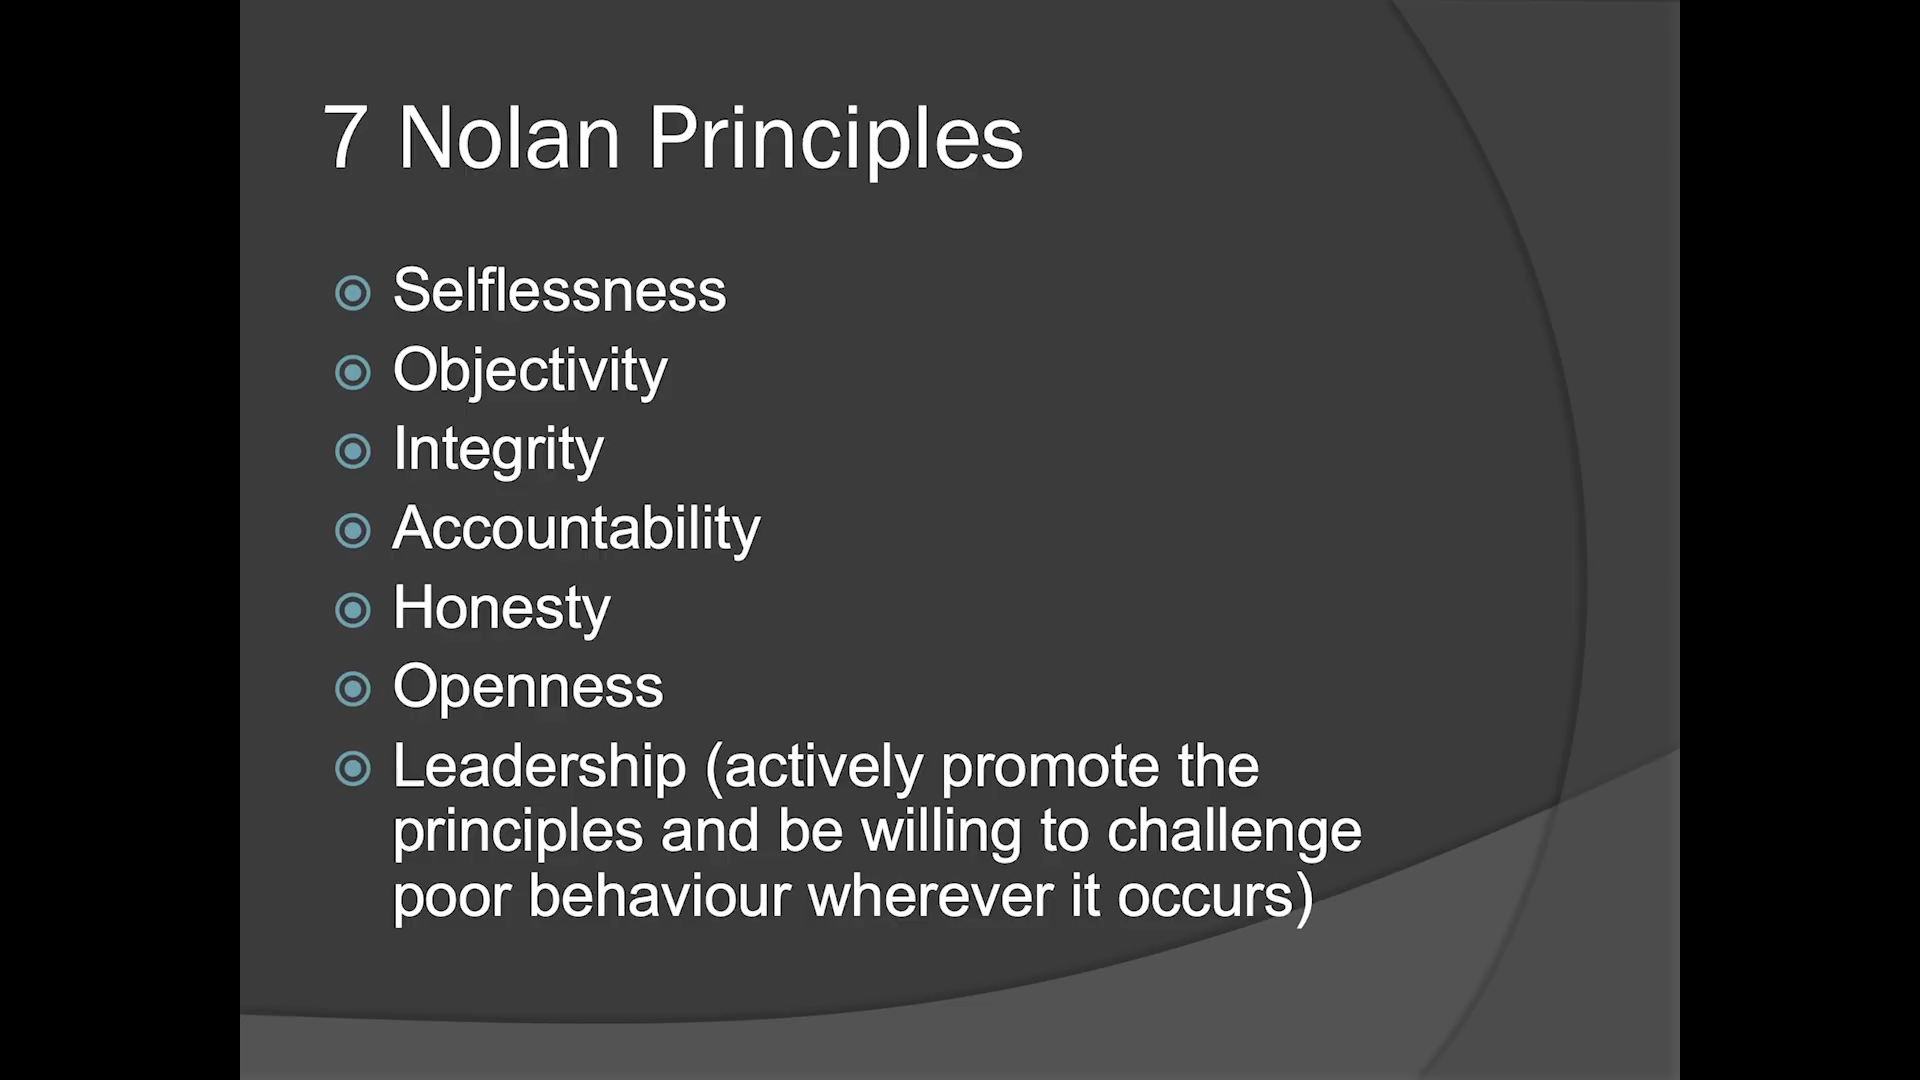 7 Nolan Principles
Selflessness
Objectivity
Integrity
Accountability
Honesty
Openness
Leadership (actively promote the
principles and be willing to challenge
poor behaviour wherever it occurs)